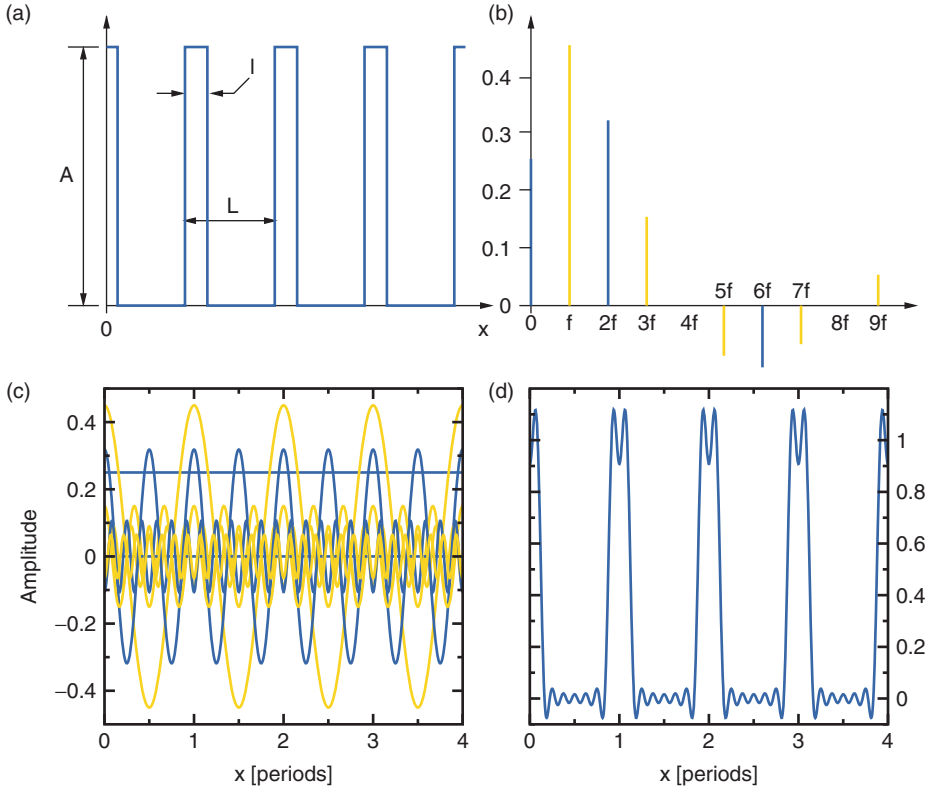 (a)
A
l
L
0
x
(b)
0.4
0.3
0.2
0.1
0
5f 6f 7f
0 f 2f 3f 4f 8f 9f
(c)
0.4
0.2
0
–0.2
–0.4
Amplitude
0 1 2 3 4
x [periods]
(d)
1
0.8
0.6
0.4
0.2
0
0 1 2 3 4
x [periods]